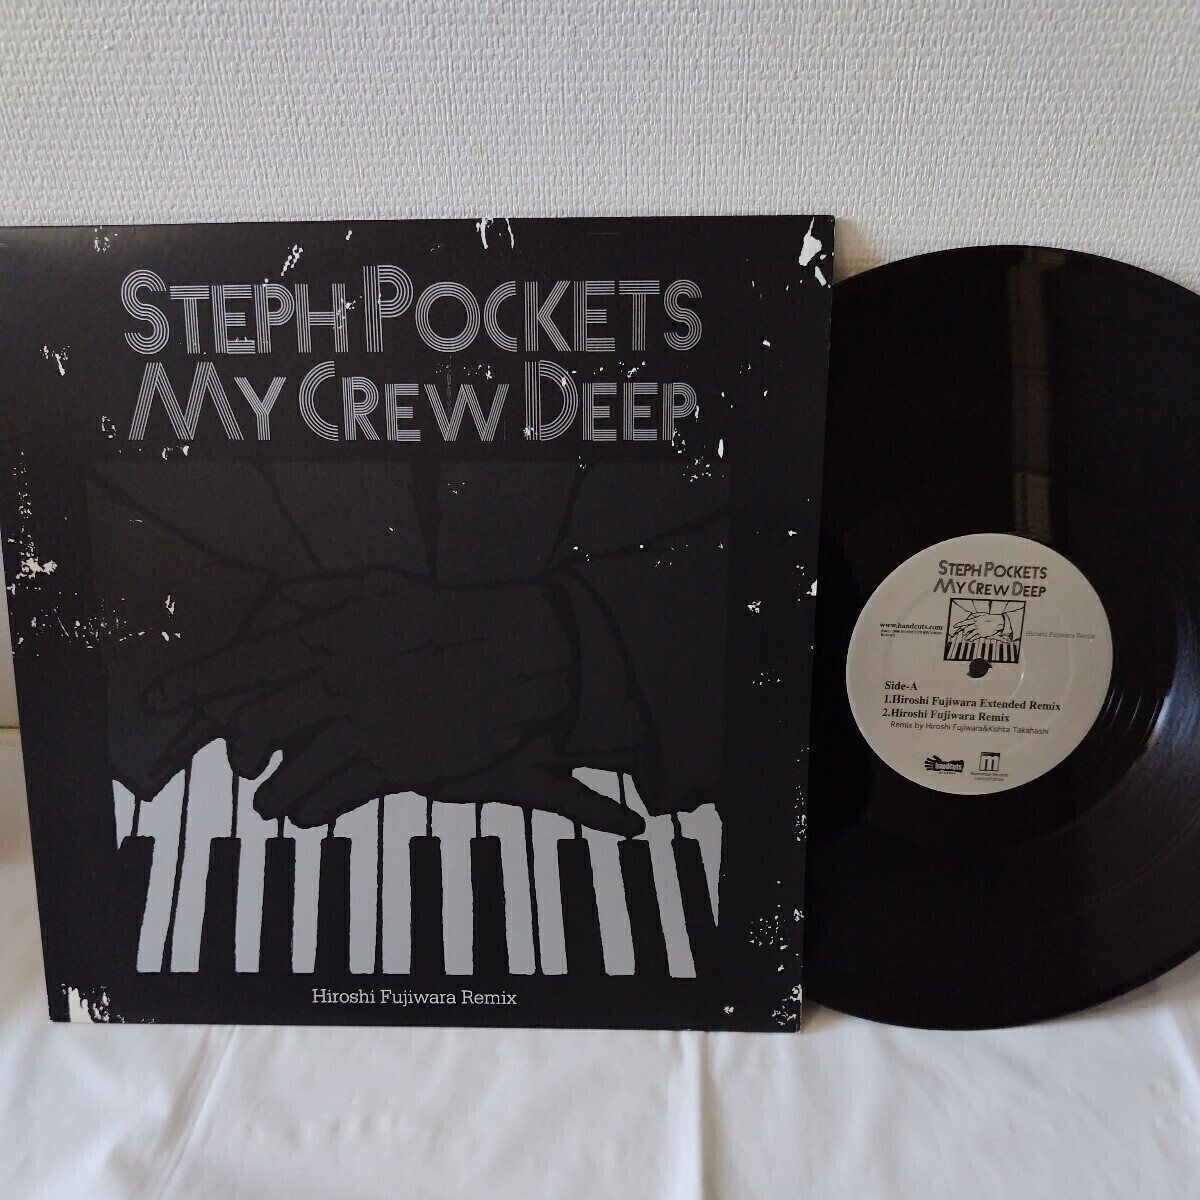 STEPH POCKETS
MY CREW DEEP
Hiroshi Fujiwara Remix
STEPH POCKETS
MY CREW DEEP
www.handcuts.com
Hiroshi Fujiwara Remix
Side-A
1.Hiroshi Fujiwara Extended Remix
2.Hiroshi Fujiwara Remix
Remix by Hiroshi Fujiwara&Kohta Takahashi
handcuts
m